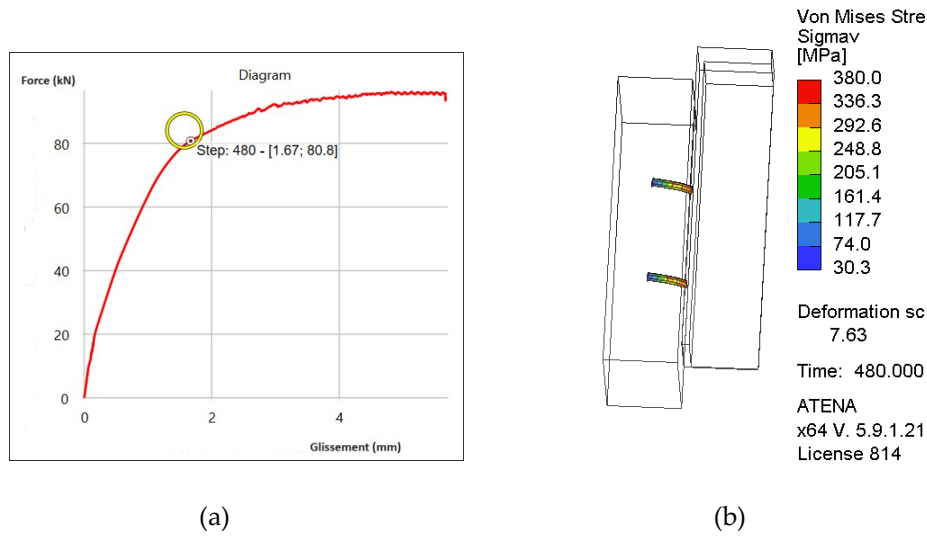 Force (kN)
Diagram
80
60
40
20
0
Step: 480 - [1.67; 80.8]
0
2
4
Glissement (mm)
(a)
Von Mises Stre
Sigmav
[MPa]
380.0
336.3
292.6
248.8
205.1
161.4
117.7
74.0
30.3
Deformation sc
7.63
Time: 480.000
ATENA
x64 V. 5.9.1.21
License 814
(b)